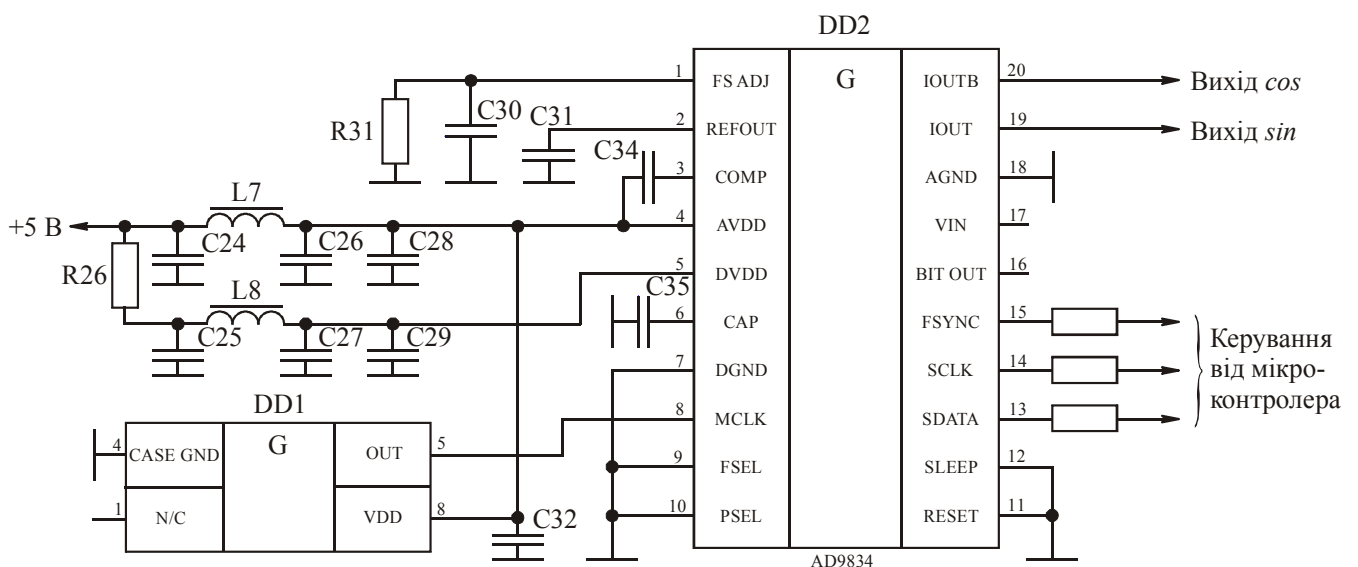 DD2
1 FS ADJ G IOUTB 20 Вихід cos
R31 C30 C31
2 REFOUT IOUT 19 Вихід sin
C34
3 COMP AGND 18
L7
+5 В 4 AVDD VIN 17
C24 C26 C28
R26 5 DVDD BIT OUT 16
L8 C35
6 CAP FSYNC 15
C25 C27 C29
Керування
від мікро-
контролера
7 DGND SCLK 14
DD1
8 MCLK SDATA 13
4 CASE GND G OUT 5
9 FSEL SLEEP 12
1 N/C VDD 8
C32
10 PSEL RESET 11
AD9834